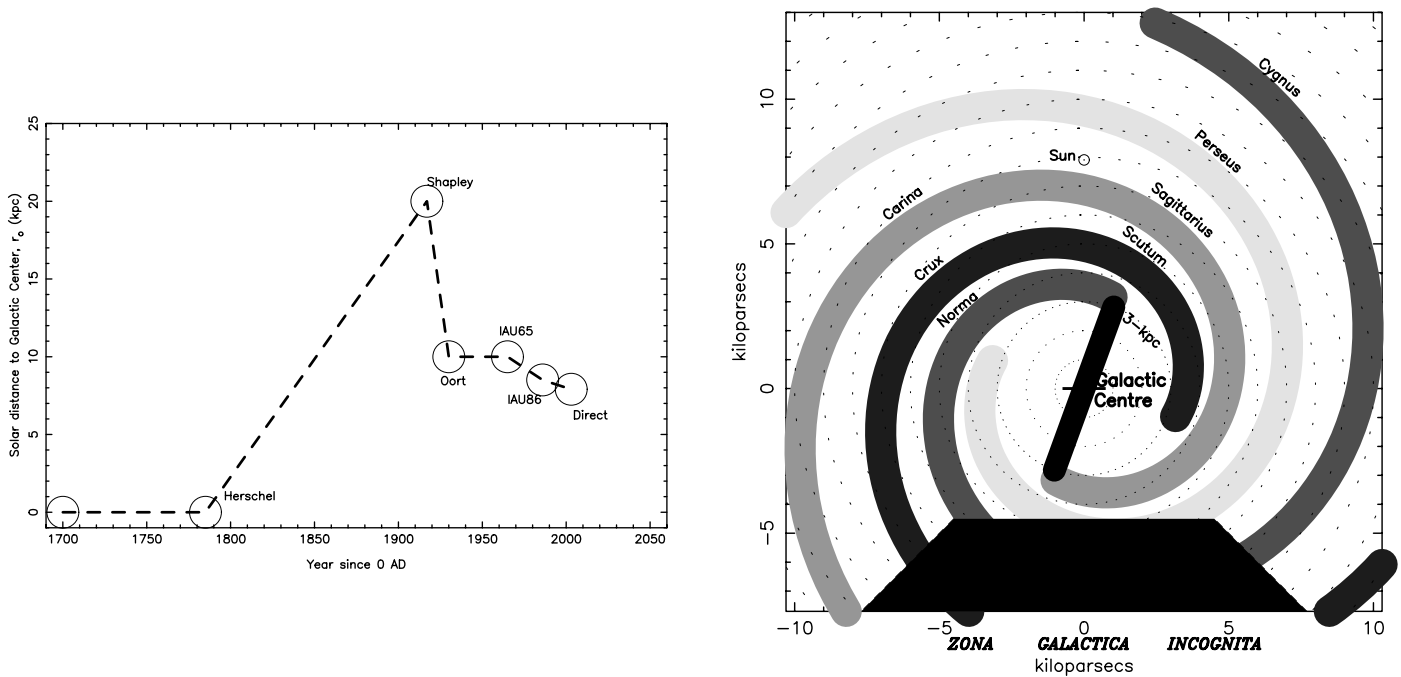 Solar distance to Galactic Center, r₀ (kpc)
25
20
15
10
5
0
Shapley
IAU65
Oort
IAU86
Direct
Herschel
1700 1750 1800 1850 1900 1950 2000 2050
Year since 0 AD
kiloparsecs
10
5
0
−5
Cygnus
Perseus
Sun
Sagittarius
Carina
Scutum
Crux
Norma
3−kpc
Galactic
Centre
−10 −5 0 5 10
ZONA GALACTICA INCOGNITA
kiloparsecs